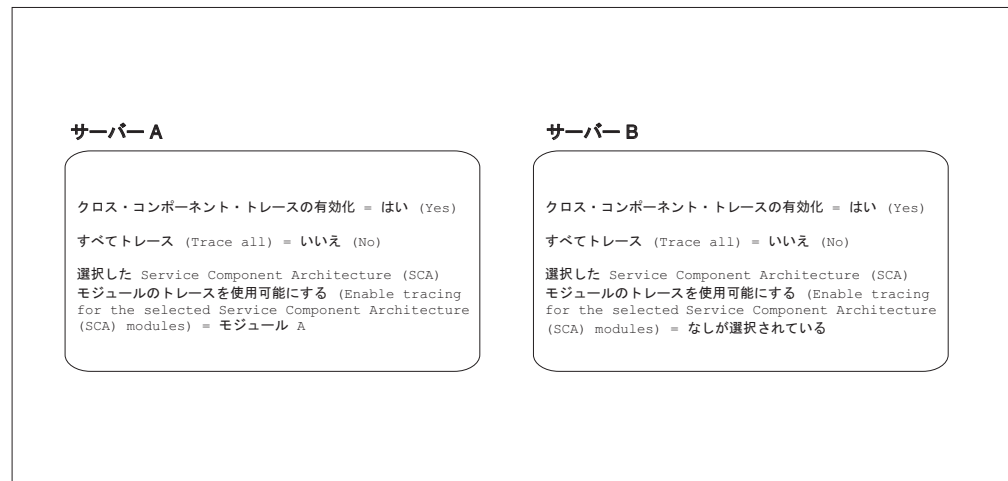 サーバー A
クロス・コンポーネント・トレースの有効化 = はい (Yes)
すべてトレース (Trace all) = いいえ (No)
選択した Service Component Architecture (SCA)
モジュールのトレースを使用可能にする (Enable tracing
for the selected Service Component Architecture
(SCA) modules) = モジュール A
サーバー B
クロス・コンポーネント・トレースの有効化 = はい (Yes)
すべてトレース (Trace all) = いいえ (No)
選択した Service Component Architecture (SCA)
モジュールのトレースを使用可能にする (Enable tracing
for the selected Service Component Architecture
(SCA) modules) = なしが選択されている